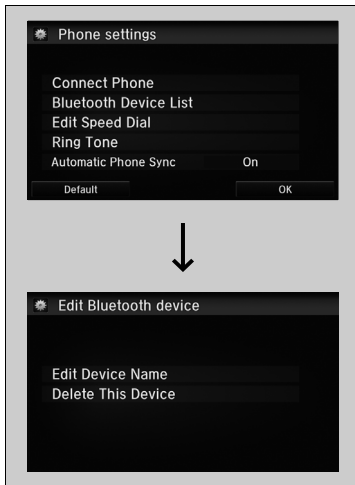 Phone settings
Connect Phone
Bluetooth Device List
Edit Speed Dial
Ring Tone
Automatic Phone Sync On
Default OK
Edit Bluetooth device
Edit Device Name
Delete This Device